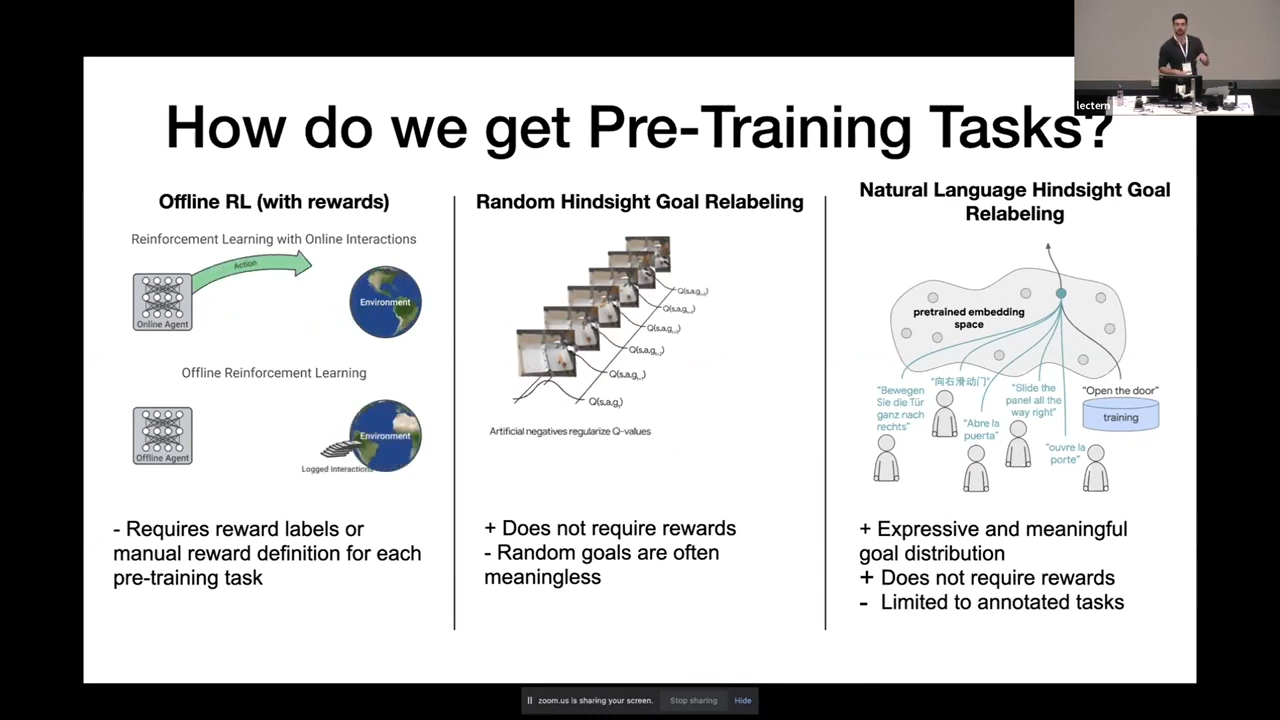 How do we get Pre-Training Tasks?
lectern
Offline RL (with rewards)
Reinforcement Learning with Online Interactions
Action
Environment
Online Agent
Offline Reinforcement Learning
Environment
Offline Agent
Logged Interactions
- Requires reward labels or
manual reward definition for each
pre-training task
Random Hindsight Goal Relabeling
Artificial negatives regularize Q-values
+ Does not require rewards
- Random goals are often
meaningless
Natural Language Hindsight Goal
Relabeling
pretrained embedding
space
"Bewegen
Sie die Tür
ganz nach
rechts"
"向右滑动门"
"Abre la
puerta"
"Slide the
panel all the
way right"
"ouvre la
porte"
"Open the door"
training
+ Expressive and meaningful
goal distribution
+ Does not require rewards
- Limited to annotated tasks
zoom.us is sharing your screen.
Stop sharing
Hide